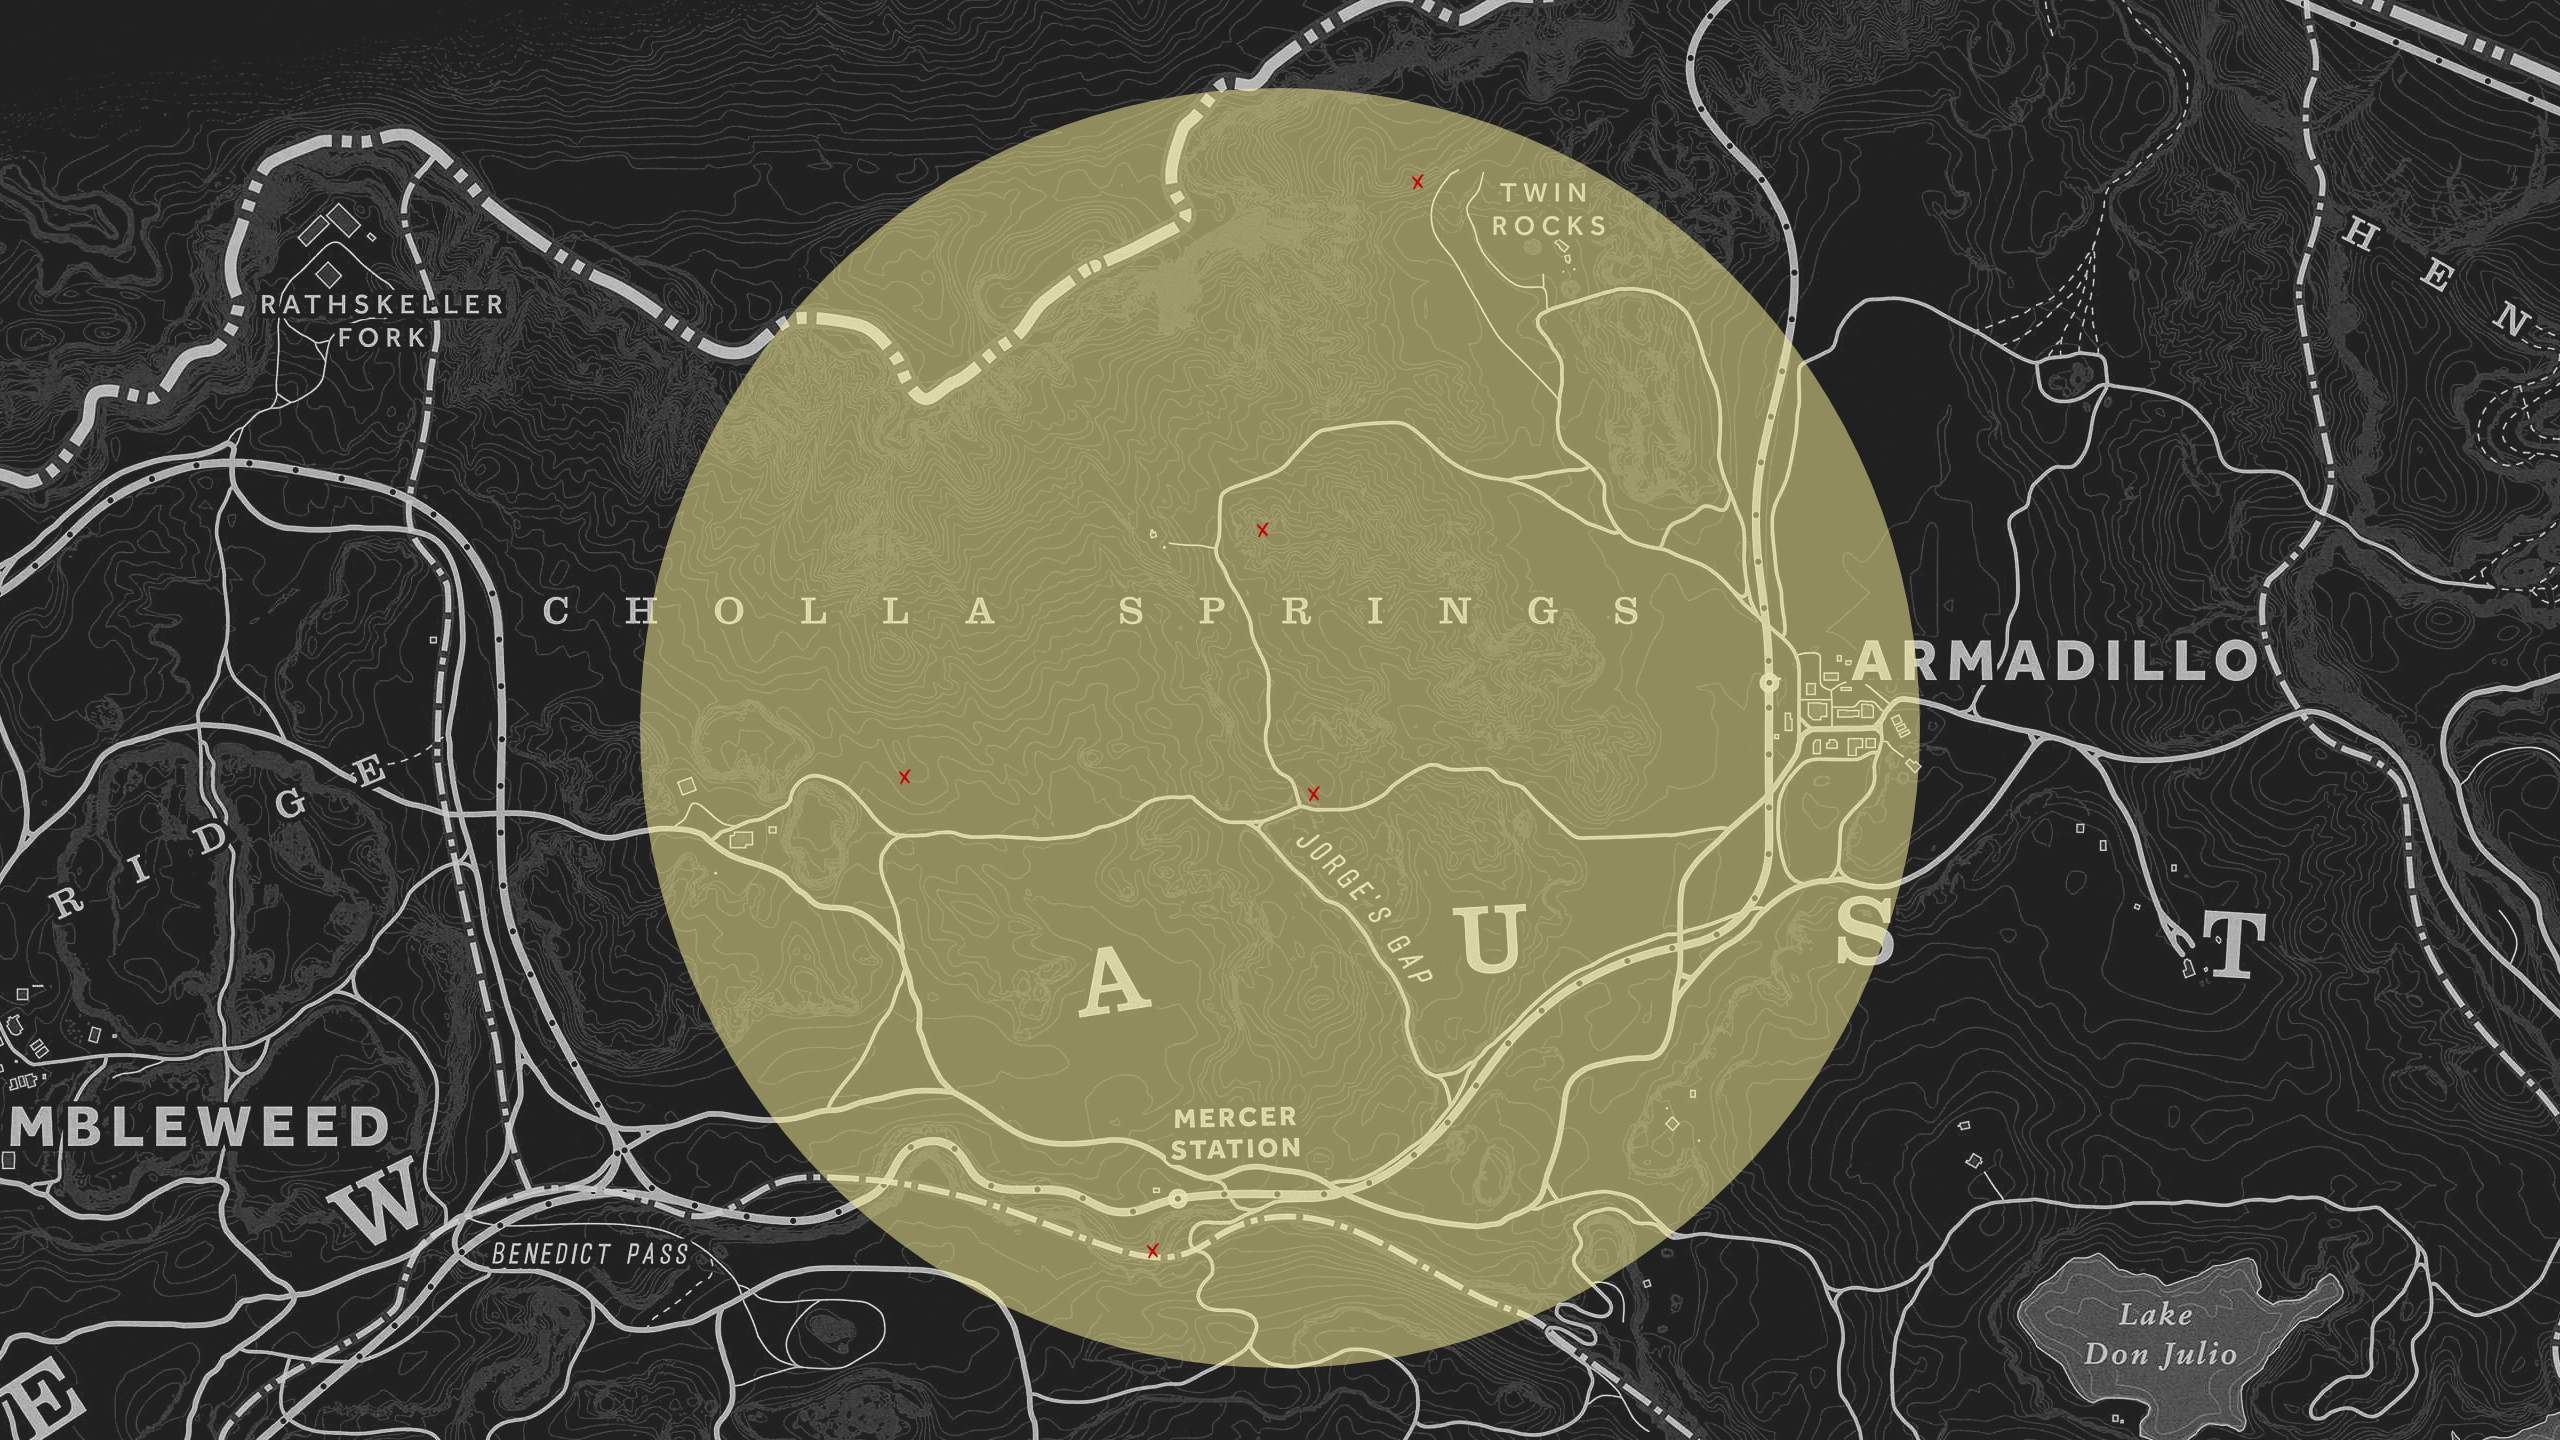 TWIN
ROCKS
HEN
RATHSKELLER
FORK
CHOLLA SPRINGS
ARMADILLO
RIDGE
JORGE'S GAP
AUST
MERCER
STATION
MBLEWEED
W
BENEDICT PASS
E
Lake
Don Julio